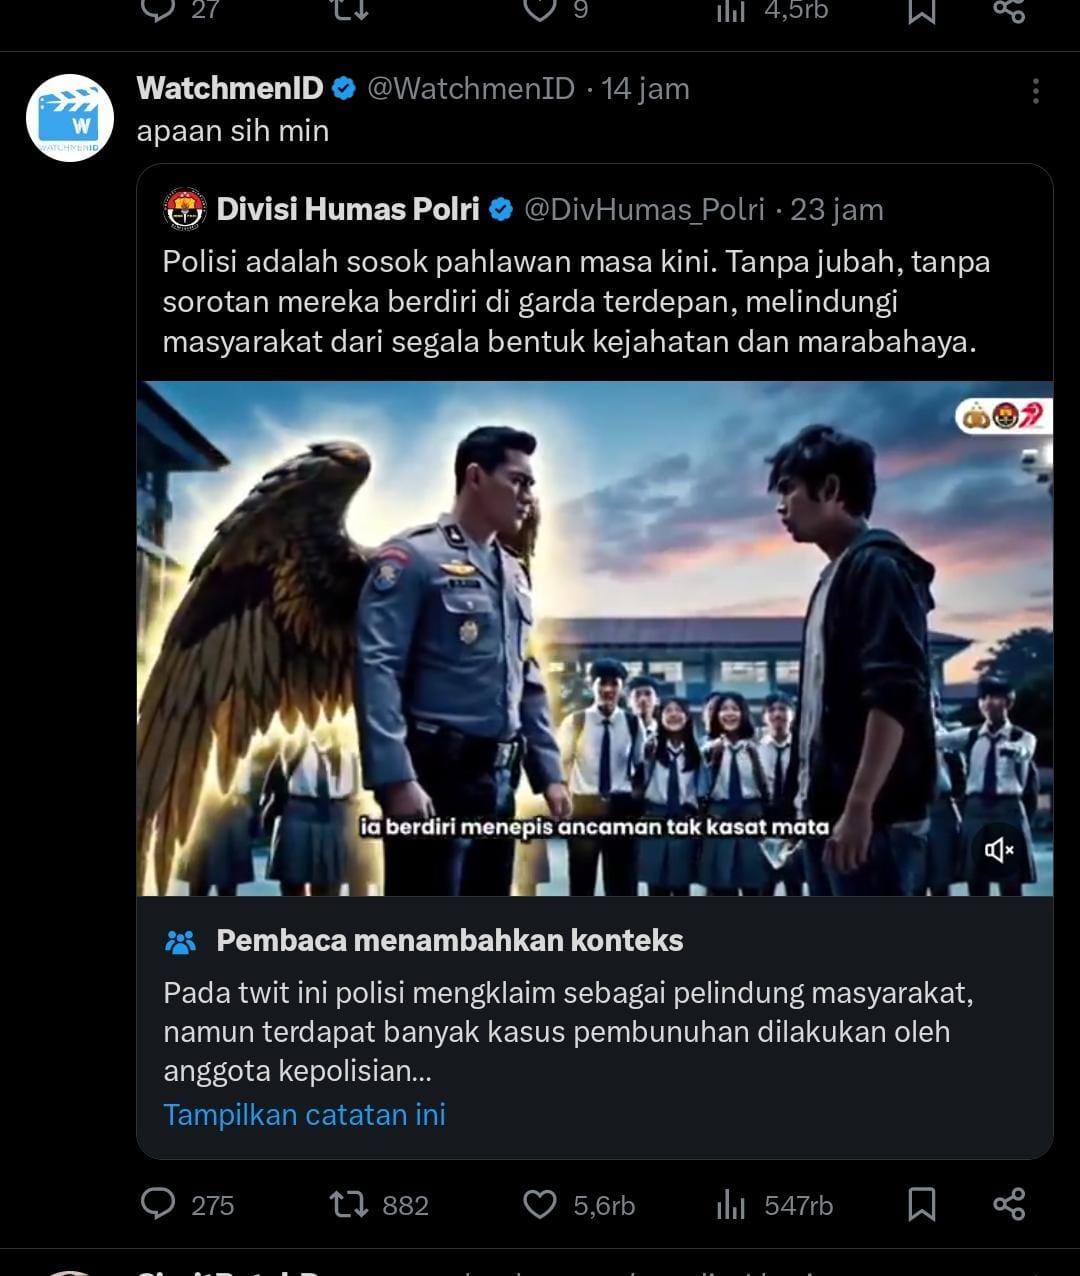 27 9 4,5rb
WatchmenID @WatchmenID · 14 jam
apaan sih min
W
WATCHMENID
Divisi Humas Polri @DivHumas_Polri · 23 jam
Polisi adalah sosok pahlawan masa kini. Tanpa jubah, tanpa
sorotan mereka berdiri di garda terdepan, melindungi
masyarakat dari segala bentuk kejahatan dan marabahaya.
ia berdiri menepis ancaman tak kasat mata
Pembaca menambahkan konteks
Pada twit ini polisi mengklaim sebagai pelindung masyarakat,
namun terdapat banyak kasus pembunuhan dilakukan oleh
anggota kepolisian...
Tampilkan catatan ini
275 882 5,6rb 547rb